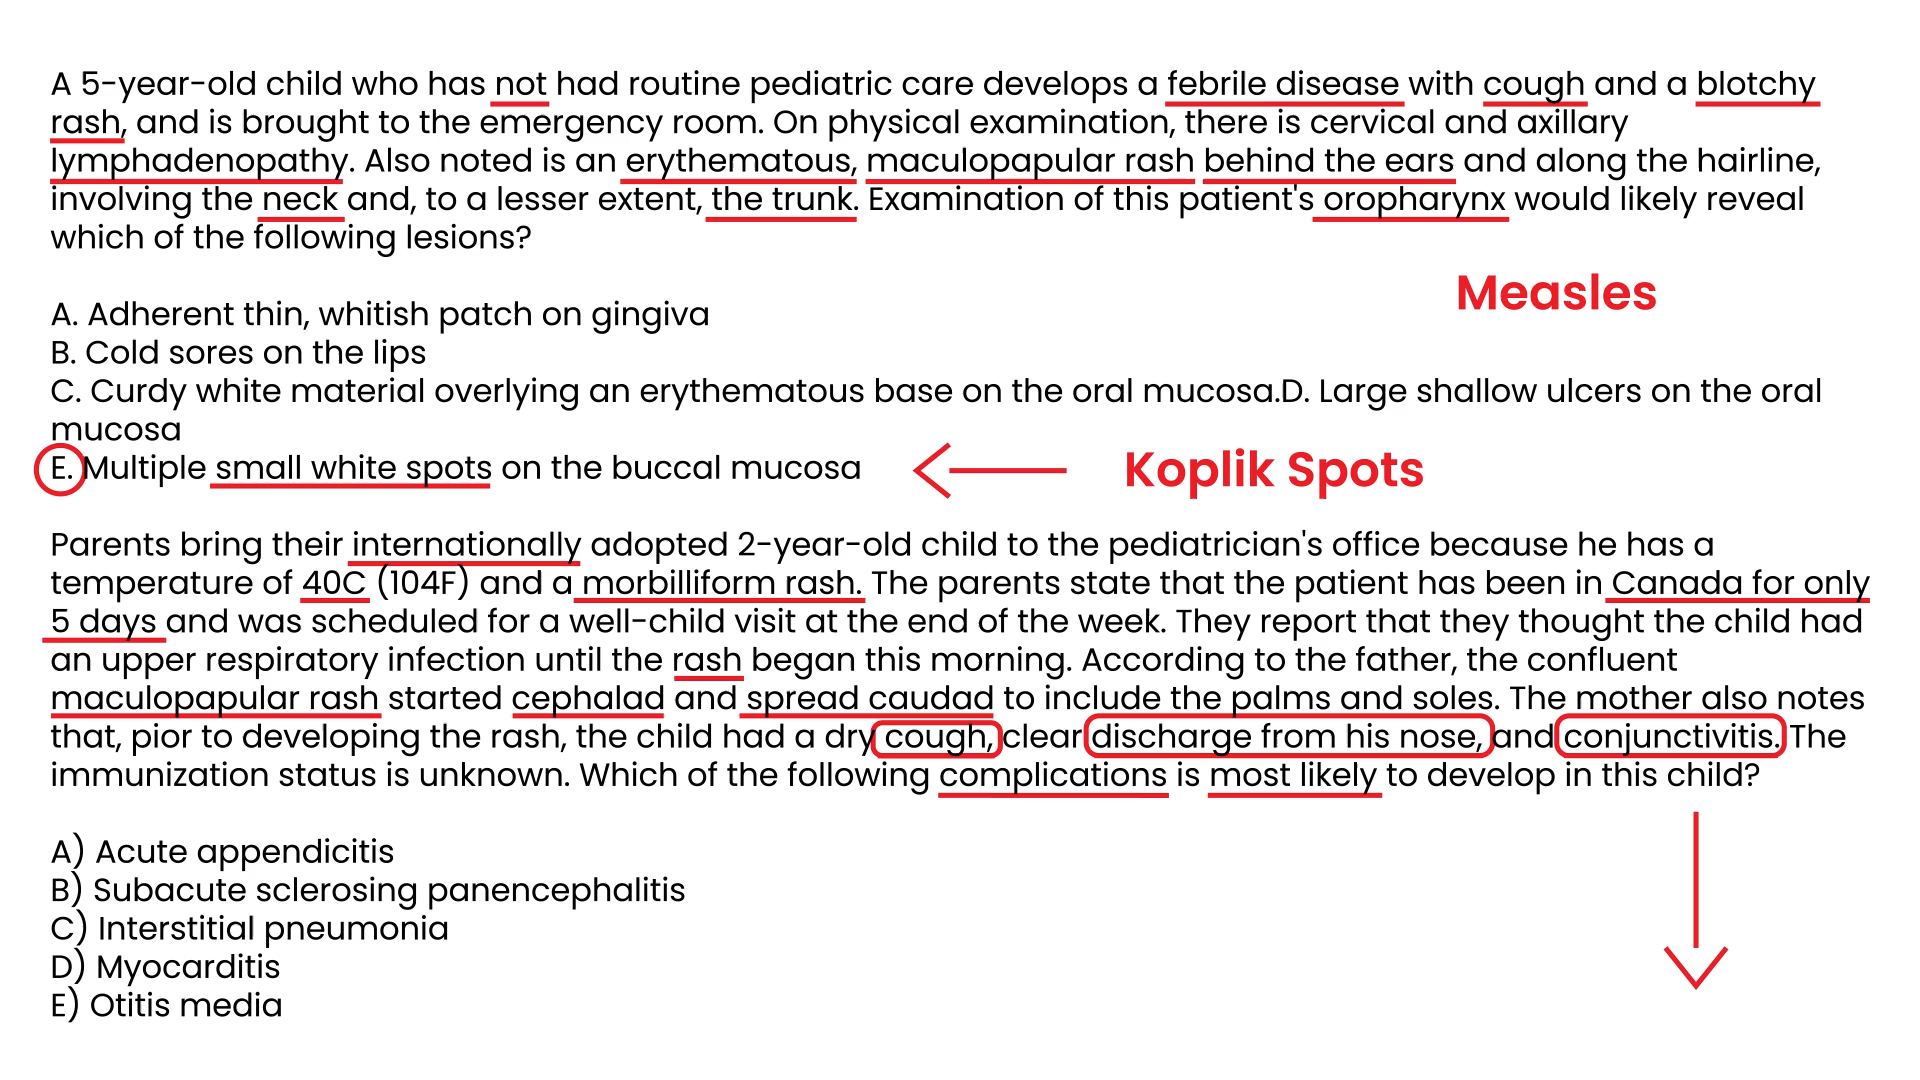 A 5-year-old child who has not had routine pediatric care develops a febrile disease with cough and a blotchy
rash, and is brought to the emergency room. On physical examination, there is cervical and axillary
lymphadenopathy. Also noted is an erythematous, maculopapular rash behind the ears and along the hairline,
involving the neck and, to a lesser extent, the trunk. Examination of this patient's oropharynx would likely reveal
which of the following lesions?
Measles
A. Adherent thin, whitish patch on gingiva
B. Cold sores on the lips
C. Curdy white material overlying an erythematous base on the oral mucosa.D. Large shallow ulcers on the oral
mucosa
E. Multiple small white spots on the buccal mucosa
Koplik Spots
Parents bring their internationally adopted 2-year-old child to the pediatrician's office because he has a
temperature of 40C (104F) and a morbilliform rash. The parents state that the patient has been in Canada for only
5 days and was scheduled for a well-child visit at the end of the week. They report that they thought the child had
an upper respiratory infection until the rash began this morning. According to the father, the confluent
maculopapular rash started cephalad and spread caudad to include the palms and soles. The mother also notes
that, pior to developing the rash, the child had a dry cough, clear discharge from his nose, and conjunctivitis. The
immunization status is unknown. Which of the following complications is most likely to develop in this child?
A) Acute appendicitis
B) Subacute sclerosing panencephalitis
C) Interstitial pneumonia
D) Myocarditis
E) Otitis media